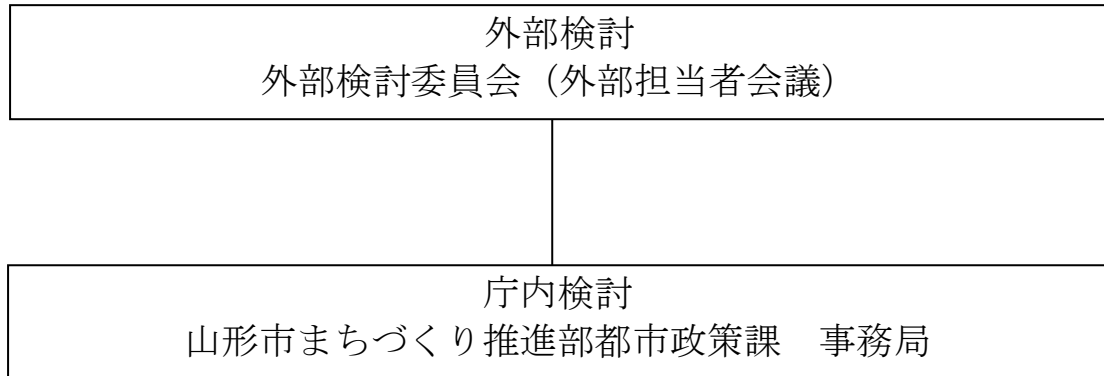 外部検討
外部検討委員会（外部担当者会議）
庁内検討
山形市まちづくり推進部都市政策課　事務局